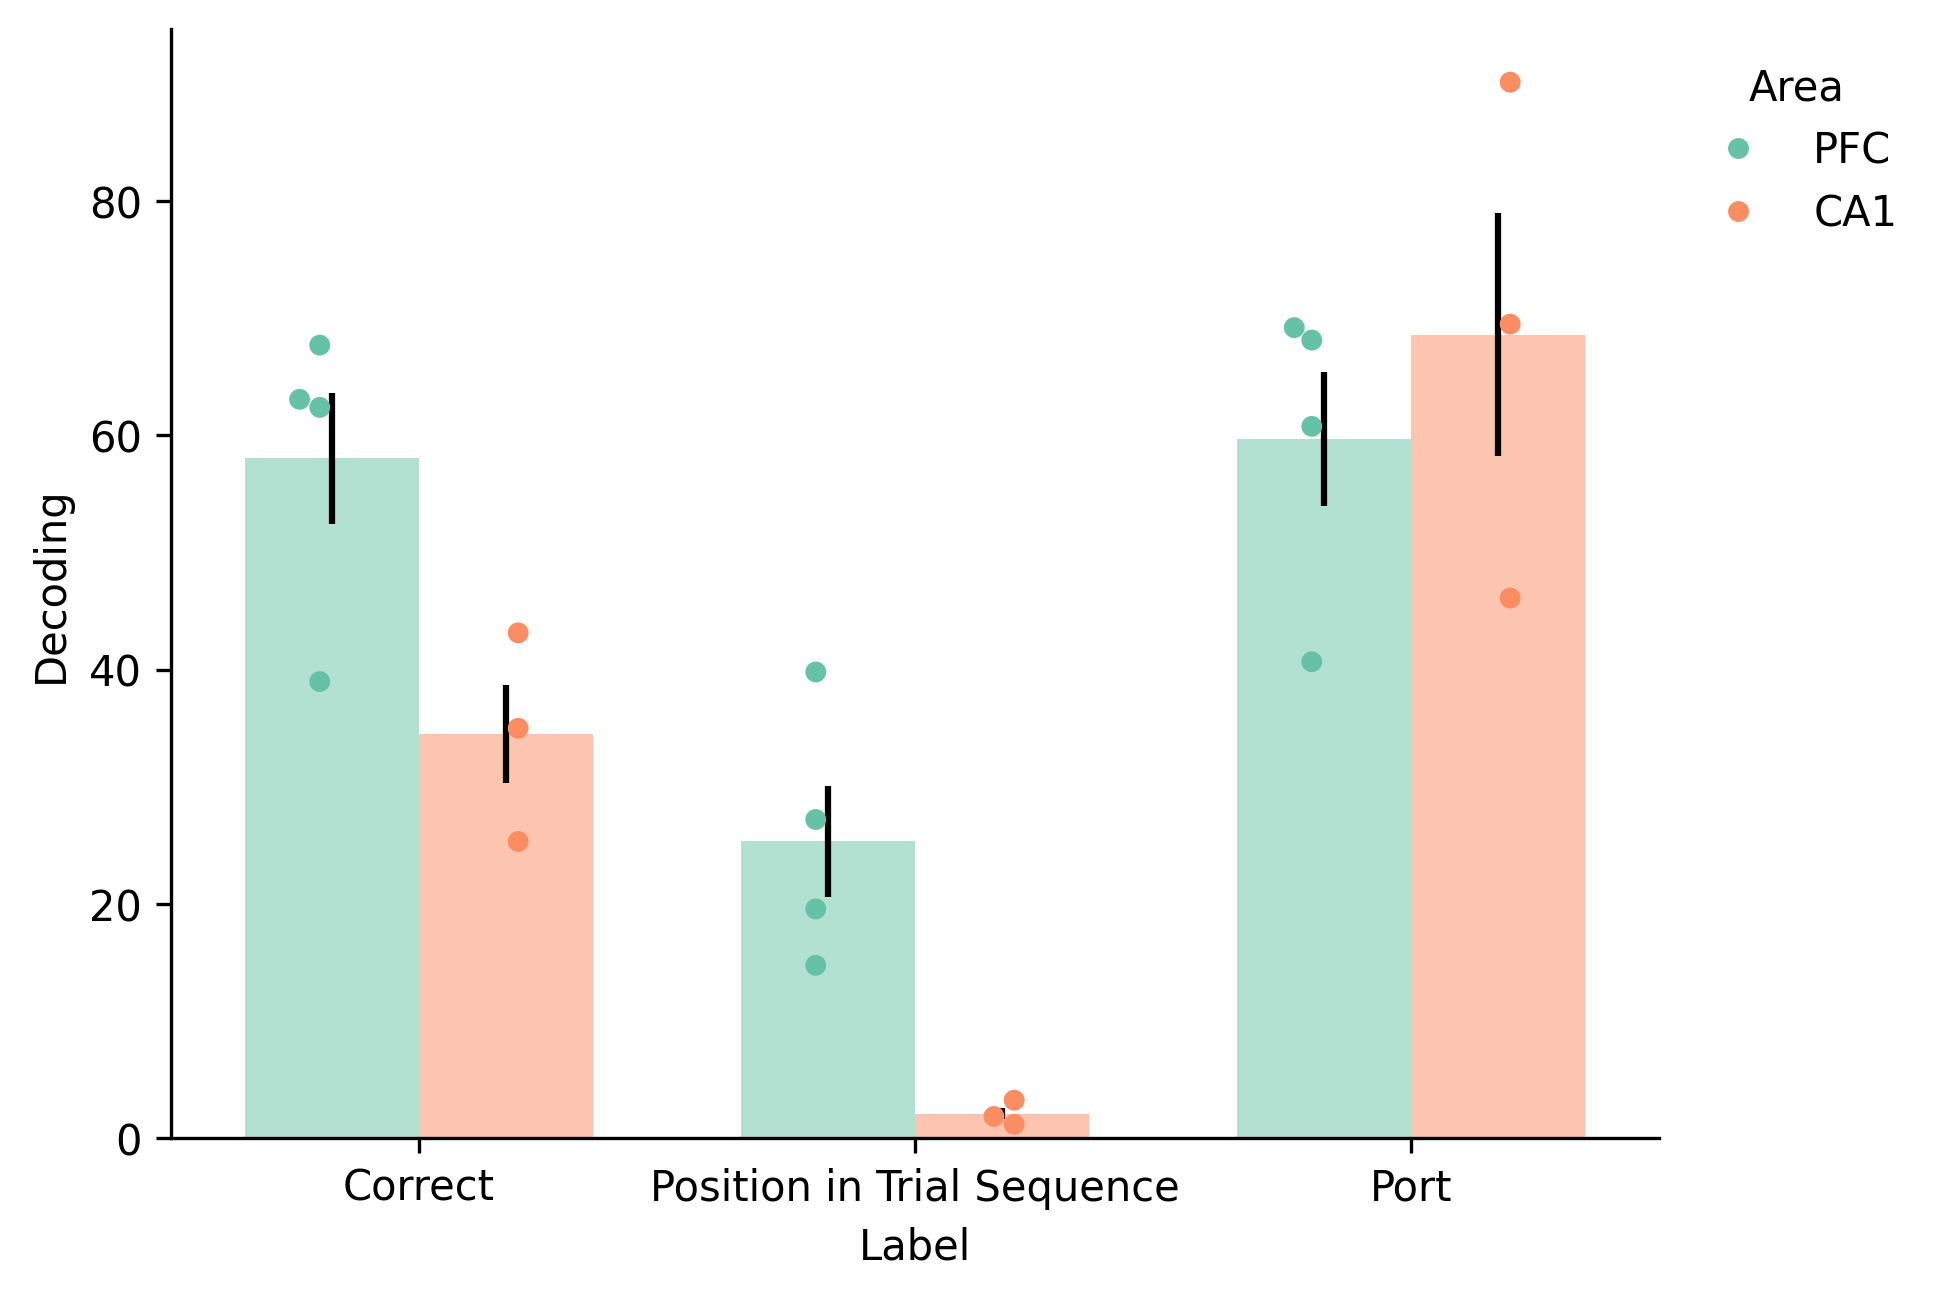 Area
PFC
CA1
80
60
40
20
0
Decoding
Correct
Position in Trial Sequence
Port
Label